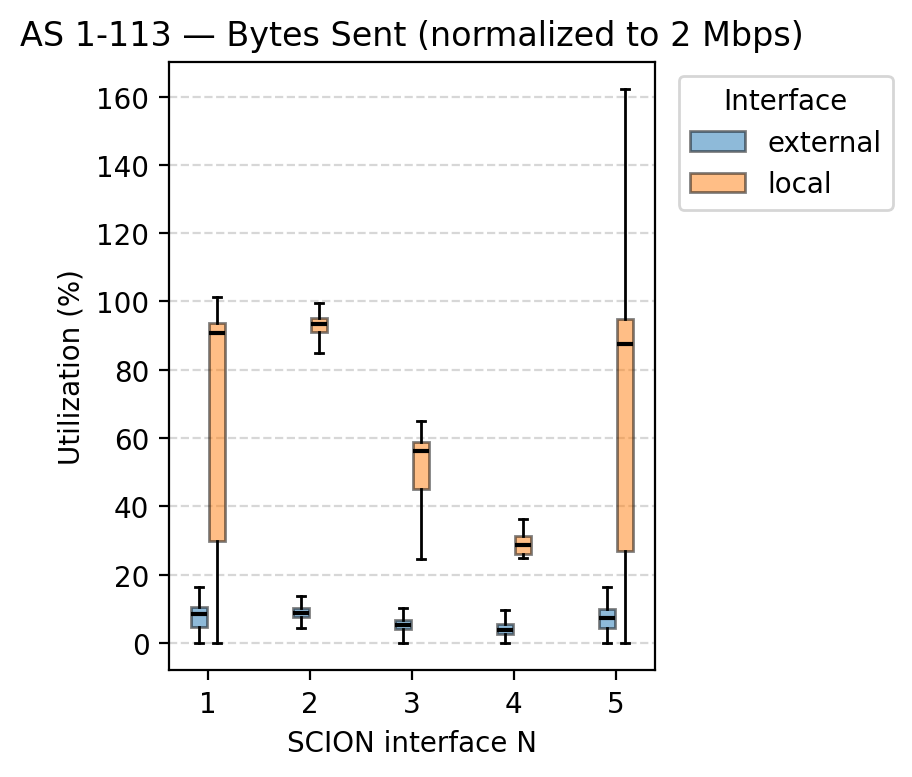 AS 1-113 — Bytes Sent (normalized to 2 Mbps)
Interface
external
local
Utilization (%)
160
140
120
100
80
60
40
20
0
1 2 3 4 5
SCION interface N